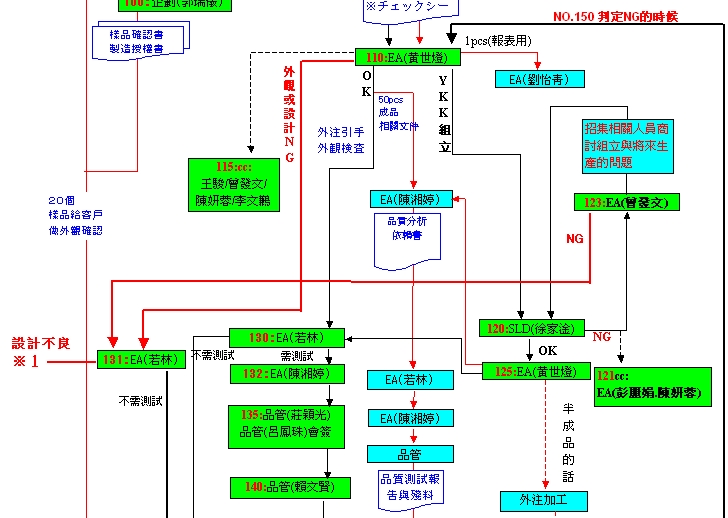 100:企劃(郭瑞懷)
※チェックシー
NO.150 判定NG的時候
樣品確認書
製造授權書
110:EA(黃世燈)
1pcs(報表用)
EA(劉怡青)
外觀或設計NG
OK
50pcs
成品
相關文件
YKK組立
外注引手
外観検査
招集相關人員商
討組立與將來生
產的問題
115:cc:
王駿/曾發文/
陳妍蓉/李文鵬
20個
樣品給客戶
做外觀確認
EA(陳湘婷)
123:EA(曾發文)
品質分析
依賴書
NG
設計不良
※1
131:EA(若林)
不需測試
130:EA(若林)
需測試
120:SLD(徐家淦)
NG
OK
132:EA(陳湘婷)
EA(若林)
125:EA(黃世燈)
121cc:
EA(彭麗娟.陳妍蓉)
不需測試
135:品管(莊穎光)
品管(呂鳳珠)會簽
EA(陳湘婷)
品管
半成品的話
140:品管(賴文賢)
品質測試報
告與殘料
外注加工